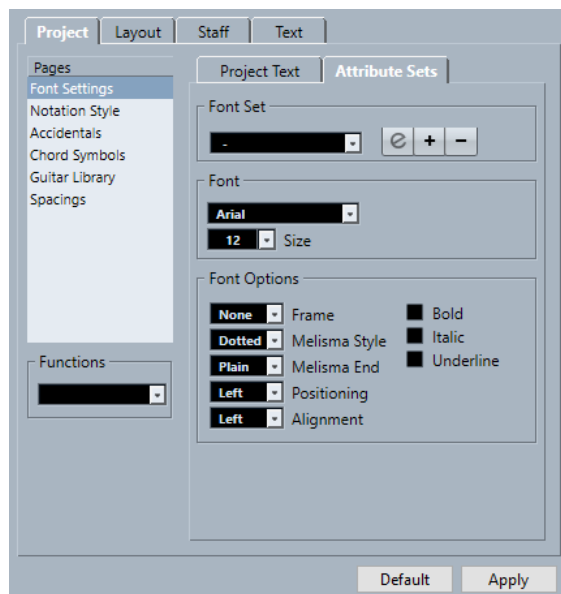 Project Layout Staff Text
Pages
Font Settings
Notation Style
Accidentals
Chord Symbols
Guitar Library
Spacings
Functions
Project Text Attribute Sets
Font Set
-
e + −
Font
Arial
12 Size
Font Options
None Frame
Dotted Melisma Style
Plain Melisma End
Left Positioning
Left Alignment
Bold
Italic
Underline
Default Apply